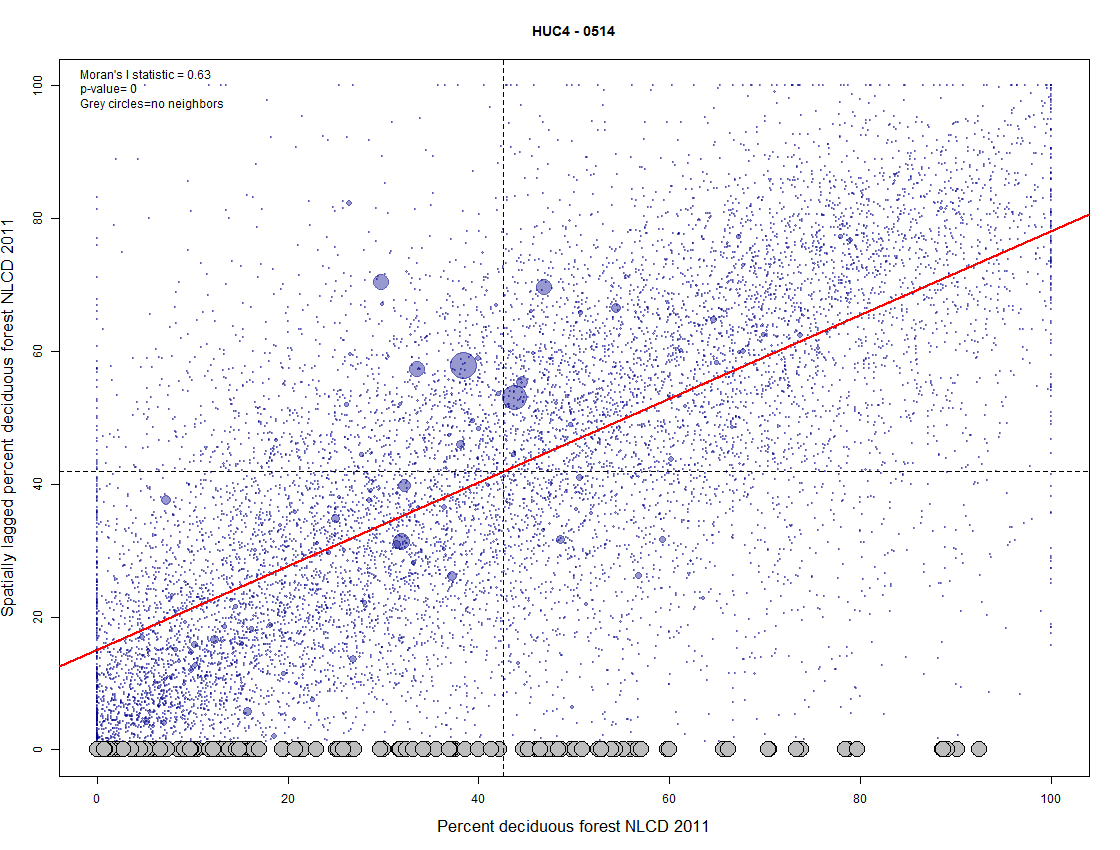 HUC4 - 0514
Moran's I statistic = 0.63
p-value= 0
Grey circles=no neighbors
Spatially lagged percent deciduous forest NLCD 2011
100
80
60
40
20
0
0 20 40 60 80 100
Percent deciduous forest NLCD 2011